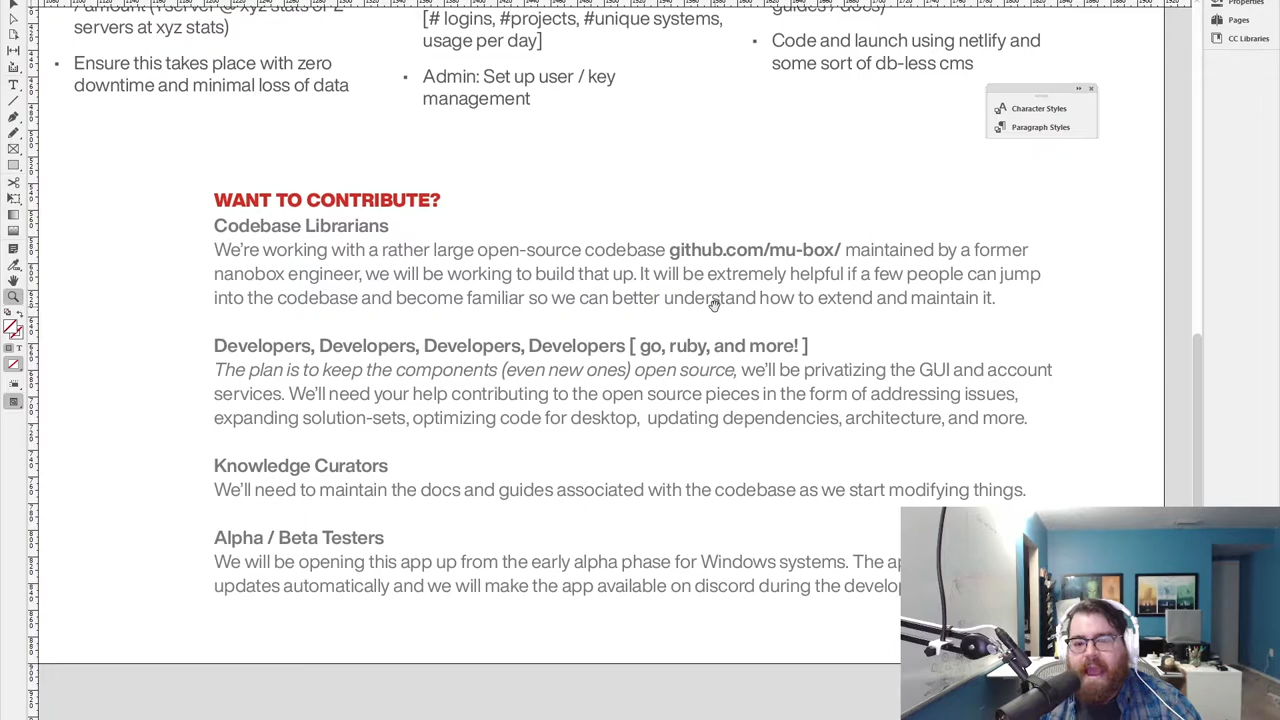 Properties
Pages
CC Libraries
servers at xyz stats)
Ensure this takes place with zero
downtime and minimal loss of data
[# logins, #projects, #unique systems,
usage per day]
Admin: Set up user / key
management
Code and launch using netlify and
some sort of db-less cms
Character Styles
Paragraph Styles
WANT TO CONTRIBUTE?
Codebase Librarians
We're working with a rather large open-source codebase github.com/mu-box/ maintained by a former
nanobox engineer, we will be working to build that up. It will be extremely helpful if a few people can jump
into the codebase and become familiar so we can better understand how to extend and maintain it.
Developers, Developers, Developers, Developers [ go, ruby, and more! ]
The plan is to keep the components (even new ones) open source, we'll be privatizing the GUI and account
services. We'll need your help contributing to the open source pieces in the form of addressing issues,
expanding solution-sets, optimizing code for desktop,  updating dependencies, architecture, and more.
Knowledge Curators
We'll need to maintain the docs and guides associated with the codebase as we start modifying things.
Alpha / Beta Testers
We will be opening this app up from the early alpha phase for Windows systems. The
updates automatically and we will make the app available on discord during the